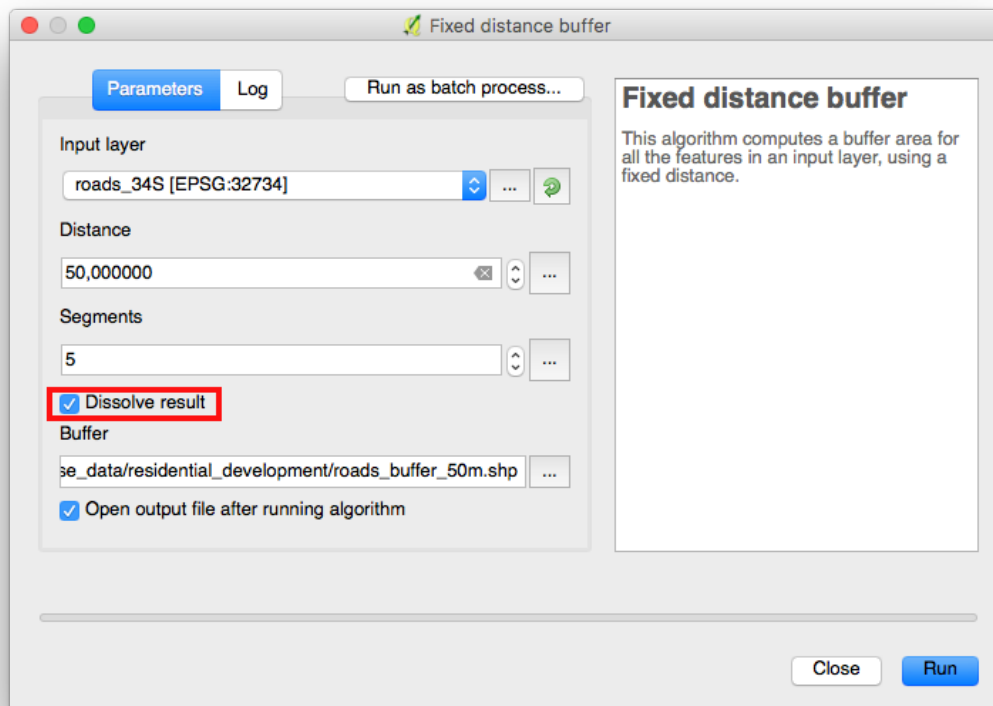 Fixed distance buffer
Parameters
Log
Run as batch process...
Input layer
roads_34S [EPSG:32734]
...
Distance
50,000000
...
Segments
5
...
Dissolve result
Buffer
se_data/residential_development/roads_buffer_50m.shp
...
Open output file after running algorithm
Fixed distance buffer
This algorithm computes a buffer area for
all the features in an input layer, using a
fixed distance.
Close
Run